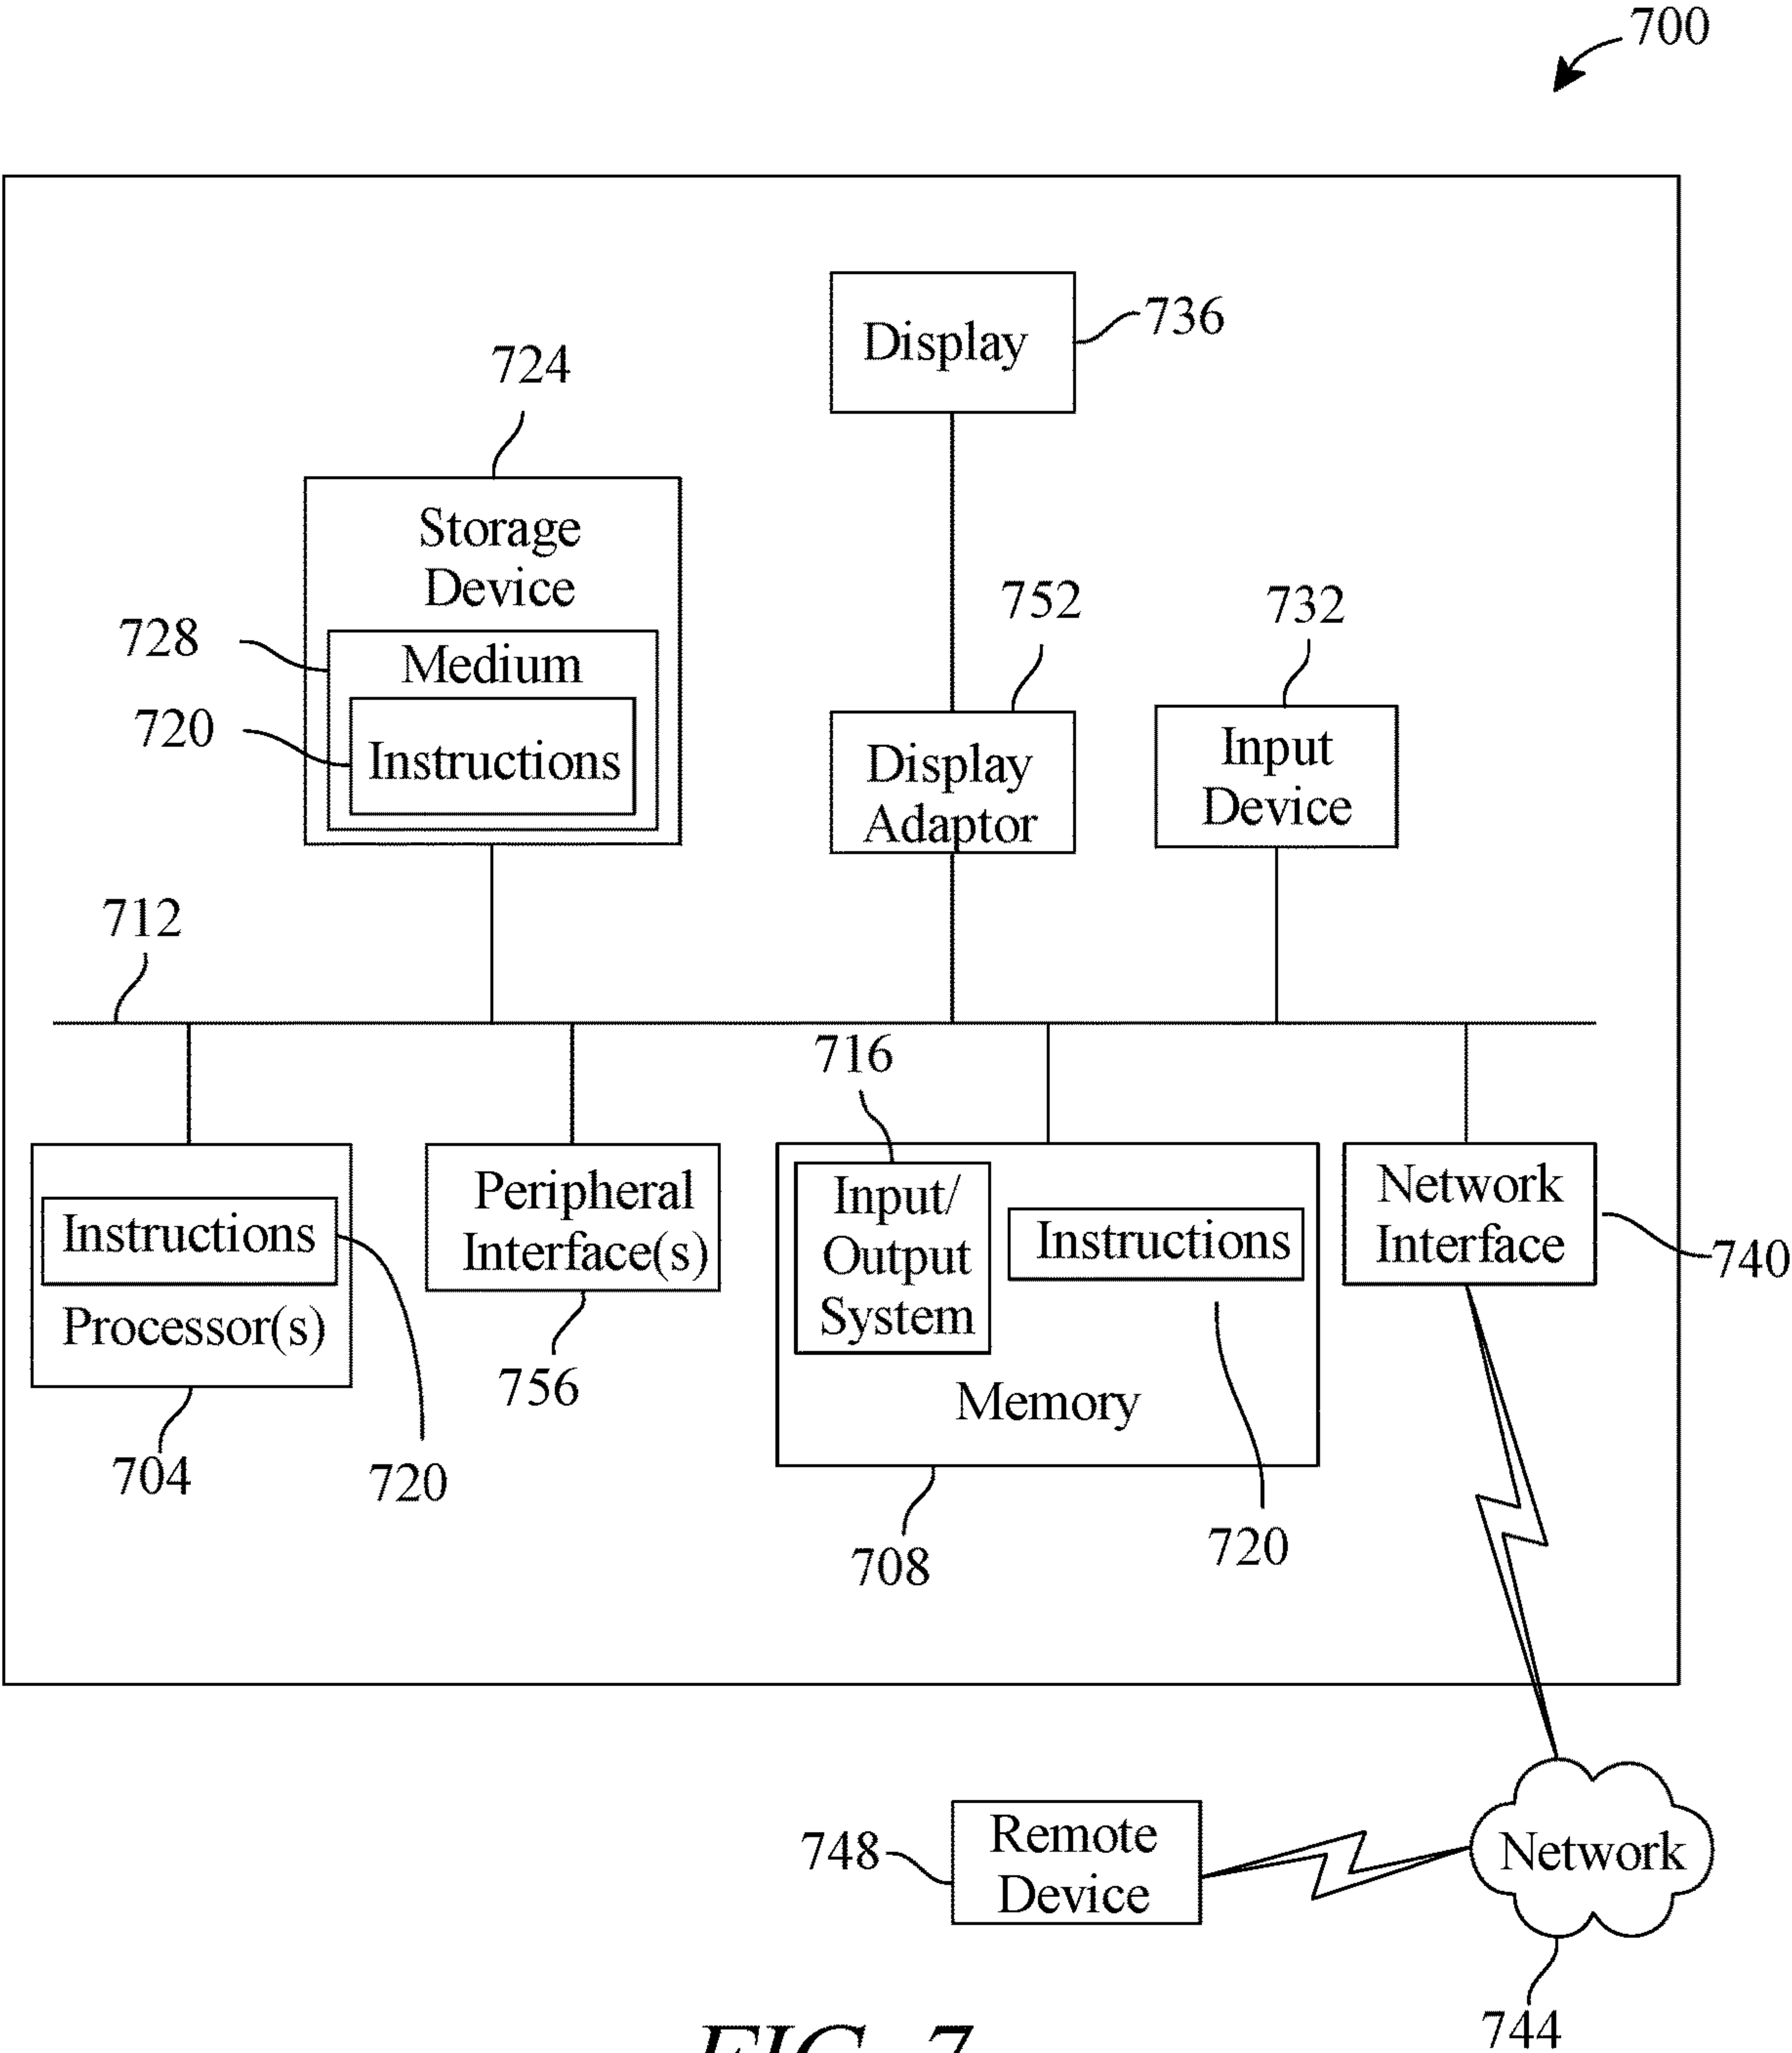 700
Display
736
724
Storage
Device
728
Medium
720
Instructions
752
Display
Adaptor
732
Input
Device
712
716
Instructions
Processor(s)
704
720
Peripheral
Interface(s)
756
Input/
Output
System
Instructions
Memory
708
720
Network
Interface
740
748
Remote
Device
Network
744
FIG. 7